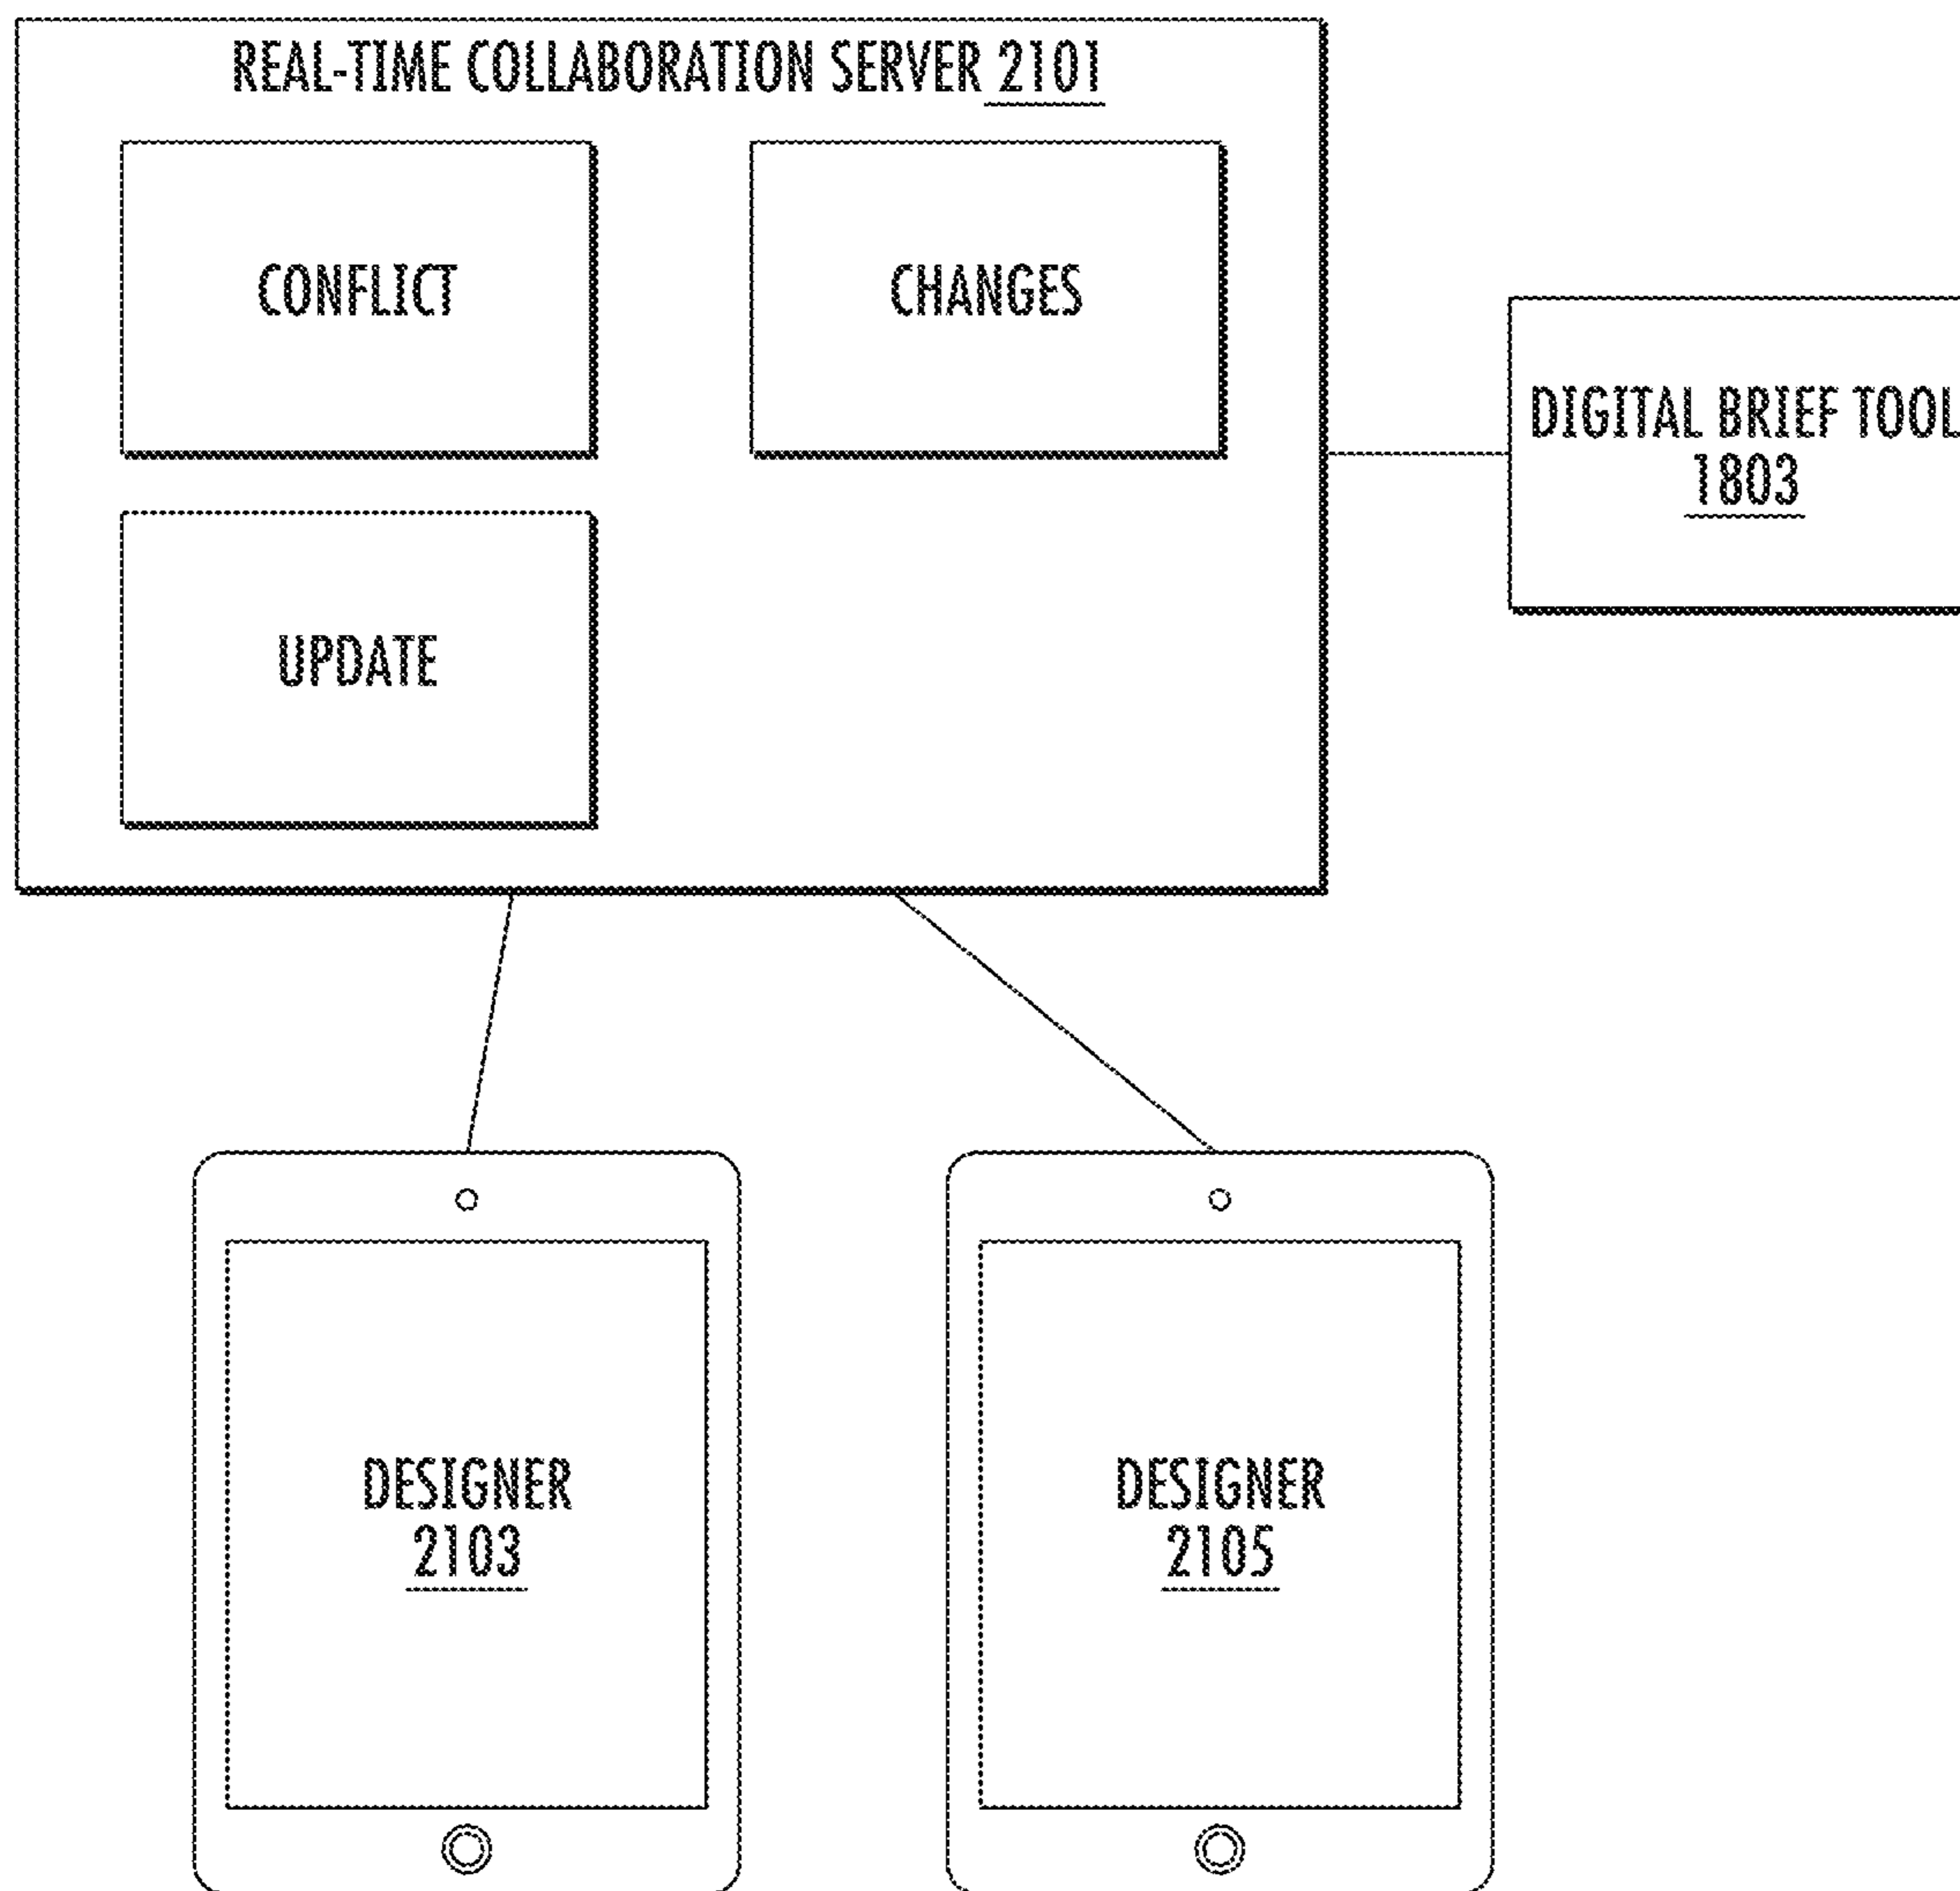 REAL-TIME COLLABORATION SERVER 2101
CONFLICT
CHANGES
UPDATE
DIGITAL BRIEF TOOL
1803
DESIGNER
2103
DESIGNER
2105